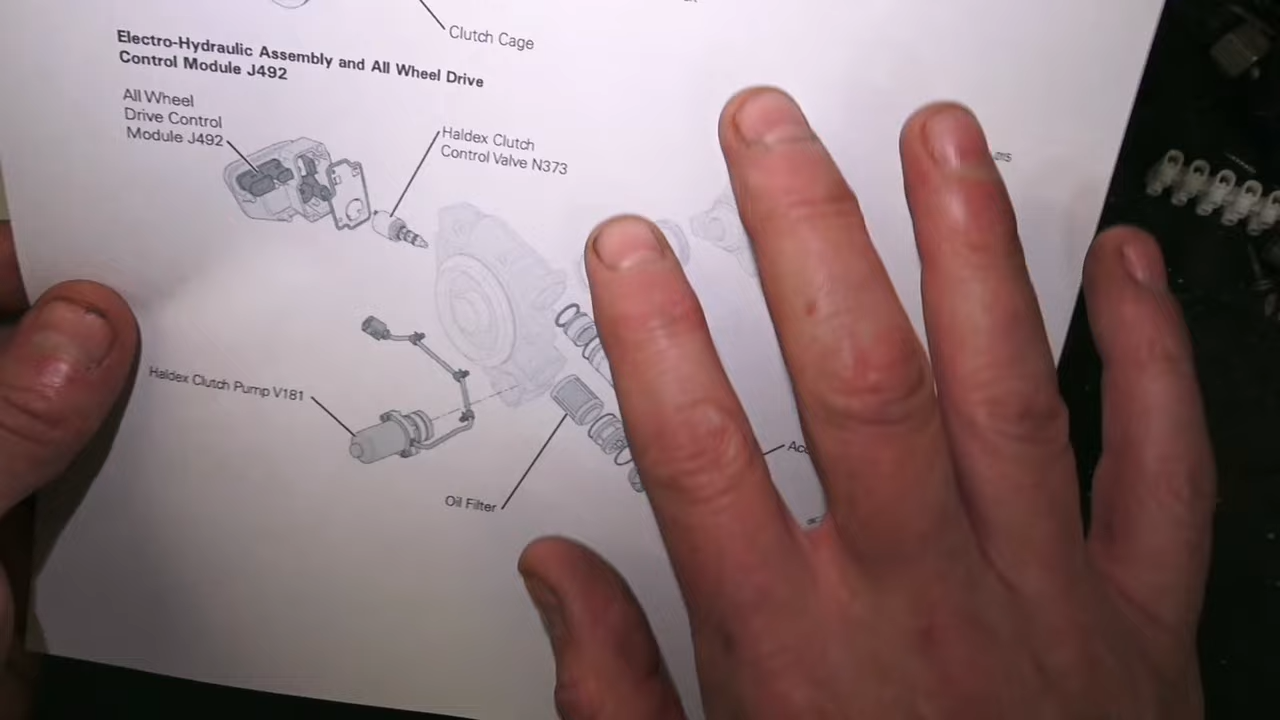 Clutch Cage
Electro-Hydraulic Assembly and All Wheel Drive
Control Module J492
All Wheel
Drive Control
Module J492
Haldex Clutch
Control Valve N373
Haldex Clutch Pump V181
Oil Filter